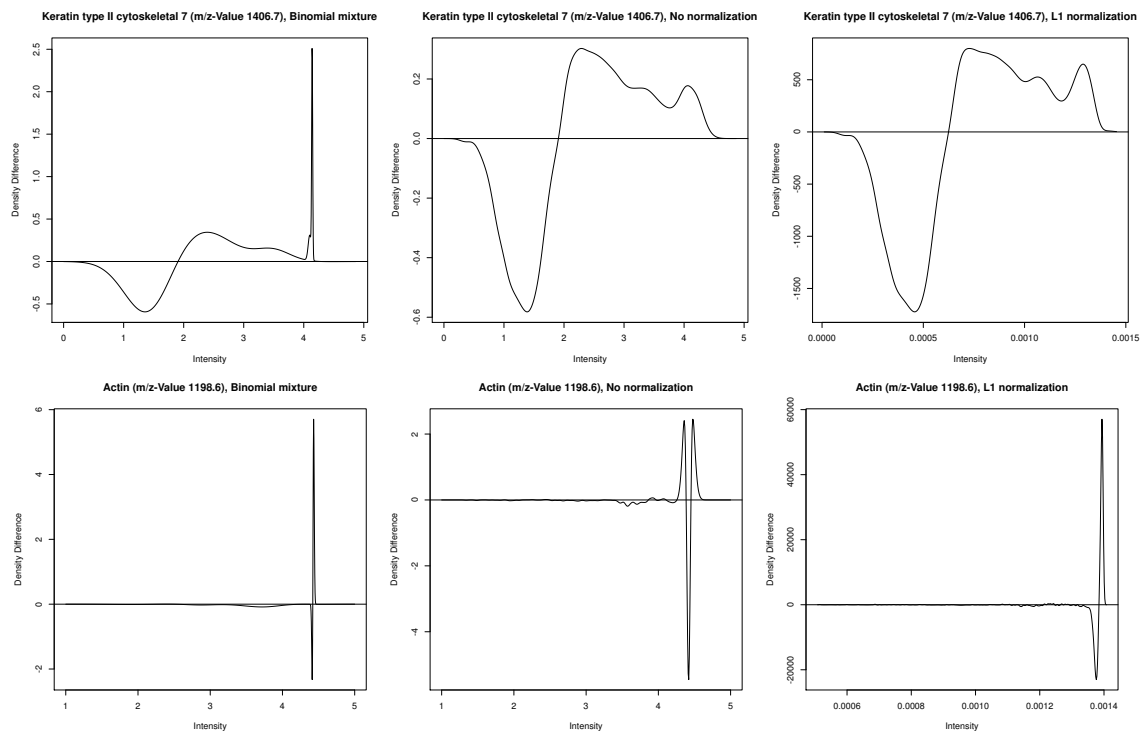 Keratin type II cytoskeletal 7 (m/z-Value 1406.7), Binomial mixture
Density Difference
2.5
2.0
1.5
1.0
0.5
0.0
-0.5
0 1 2 3 4 5
Intensity
Keratin type II cytoskeletal 7 (m/z-Value 1406.7), No normalization
Density Difference
0.2
0.0
-0.2
-0.4
-0.6
0 1 2 3 4 5
Intensity
Keratin type II cytoskeletal 7 (m/z-Value 1406.7), L1 normalization
Density Difference
500
0
-500
-1000
-1500
0.0000 0.0005 0.0010 0.0015
Intensity
Actin (m/z-Value 1198.6), Binomial mixture
Density Difference
6
4
2
0
-2
1 2 3 4 5
Intensity
Actin (m/z-Value 1198.6), No normalization
Density Difference
2
0
-2
-4
1 2 3 4 5
Intensity
Actin (m/z-Value 1198.6), L1 normalization
Density Difference
60000
40000
20000
0
-20000
0.0006 0.0008 0.0010 0.0012 0.0014
Intensity